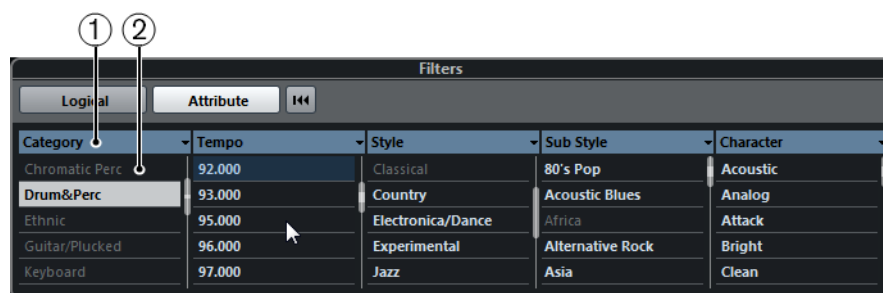 1 2
Filters
Logical Attribute
Category Tempo Style Sub Style Character
Chromatic Perc 92.000 Classical 80's Pop Acoustic
Drum&Perc 93.000 Country Acoustic Blues Analog
Ethnic 95.000 Electronica/Dance Africa Attack
Guitar/Plucked 96.000 Experimental Alternative Rock Bright
Keyboard 97.000 Jazz Asia Clean